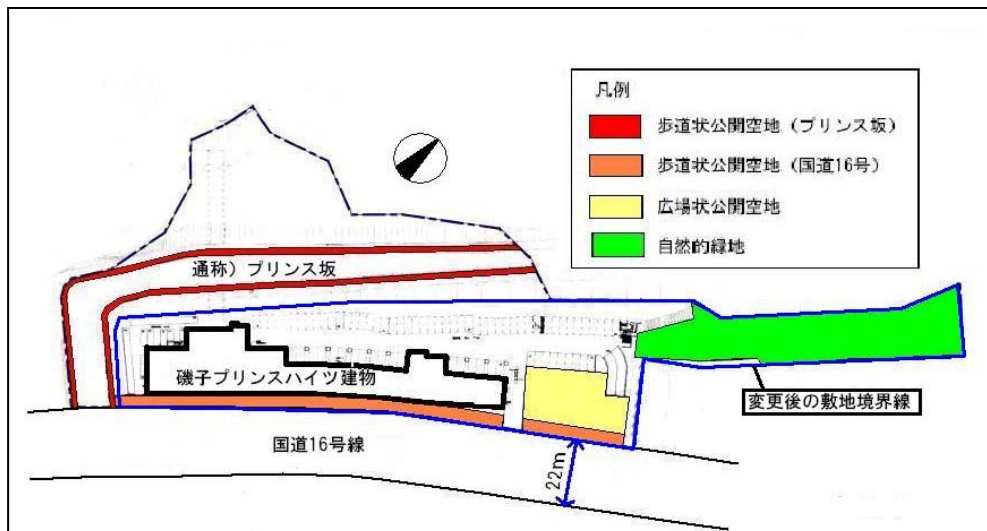 凡例
歩道状公開空地(プリンス坂)
歩道状公開空地(国道16号)
広場状公開空地
自然的緑地
通称)プリンス坂
磯子プリンスハイツ建物
変更後の敷地境界線
国道16号線
22m